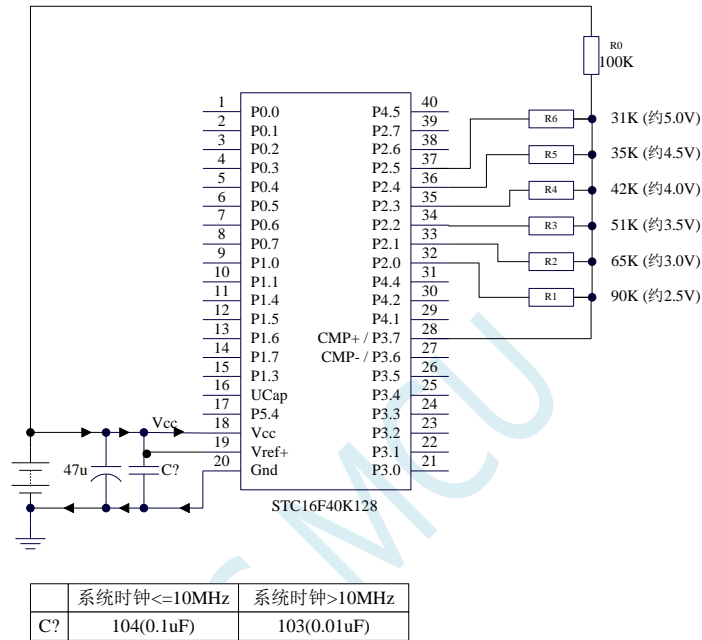 R0
100K
1 P0.0 P4.5 40
2 P0.1 P2.7 39
3 P0.2 P2.6 38
4 P0.3 P2.5 37
5 P0.4 P2.4 36
6 P0.5 P2.3 35
7 P0.6 P2.2 34
8 P0.7 P2.1 33
9 P1.0 P2.0 32
10 P1.1 P4.4 31
11 P1.4 P4.2 30
12 P1.5 P4.1 29
13 P1.6 CMP+ / P3.7 28
14 P1.7 CMP- / P3.6 27
15 P1.3 P3.5 26
16 UCap P3.4 25
17 P5.4 P3.3 24
18 Vcc P3.2 23
19 Vref+ P3.1 22
20 Gnd P3.0 21
STC16F40K128
R6 31K (约5.0V)
R5 35K (约4.5V)
R4 42K (约4.0V)
R3 51K (约3.5V)
R2 65K (约3.0V)
R1 90K (约2.5V)
Vcc
47u C?
系统时钟<=10MHz 系统时钟>10MHz
C? 104(0.1uF) 103(0.01uF)
MCU